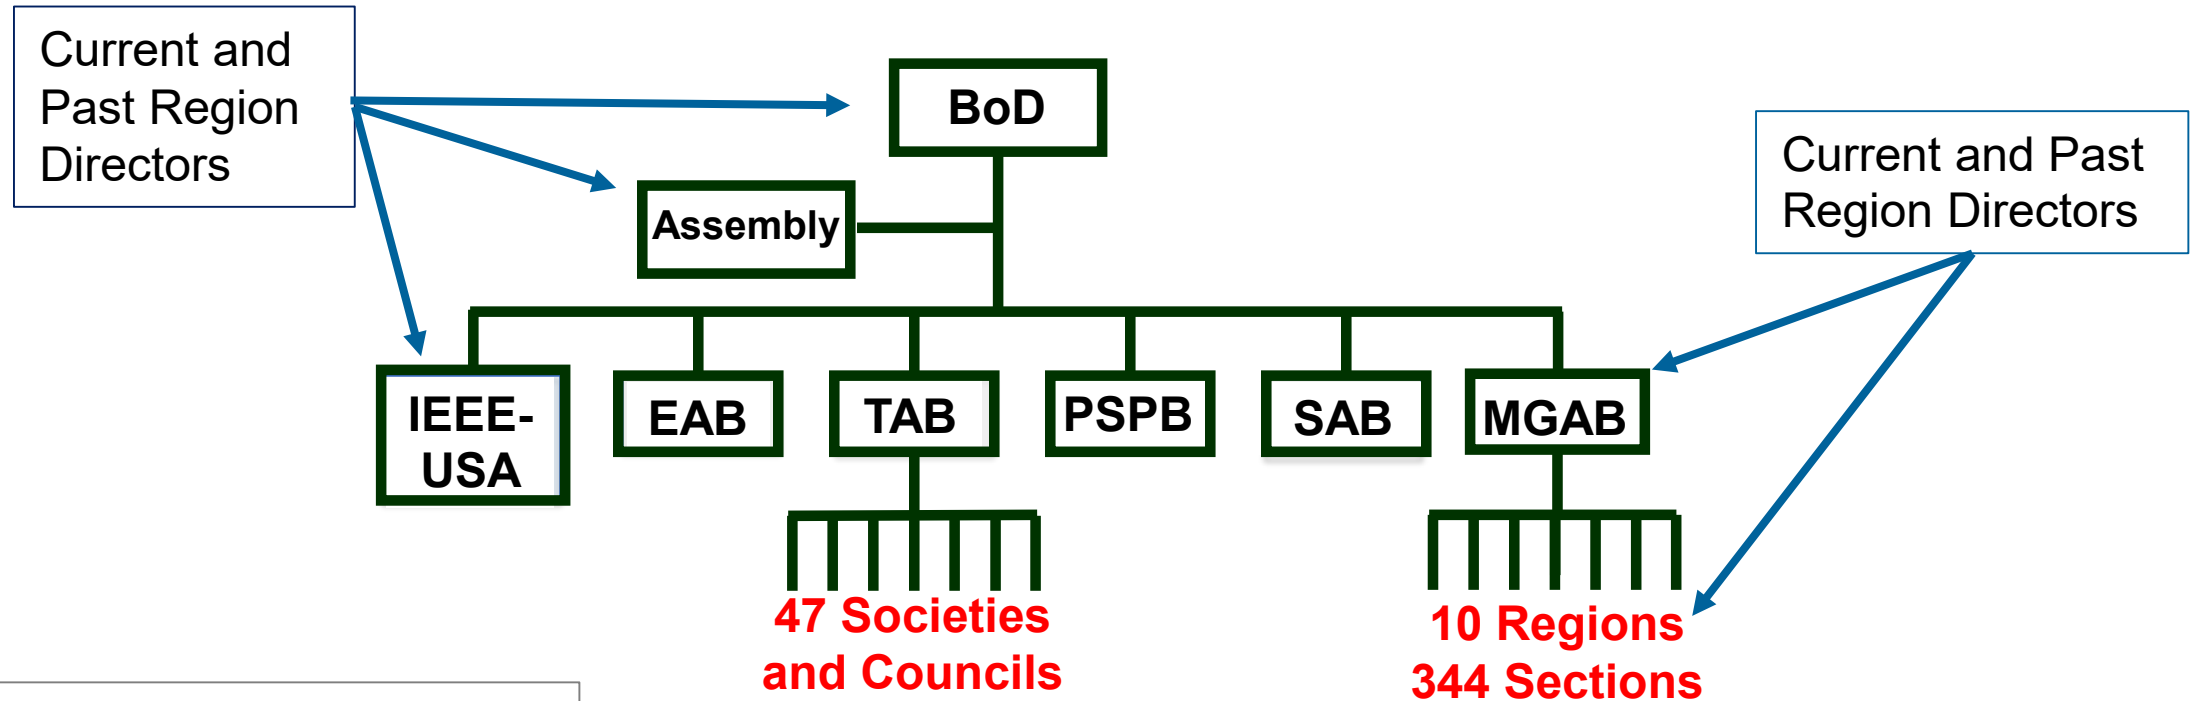 Current and
Past Region
Directors
BoD
Current and Past
Region Directors
Assembly
IEEE-
USA
EAB
TAB
PSPB
SAB
MGAB
47 Societies
and Councils
10 Regions
344 Sections